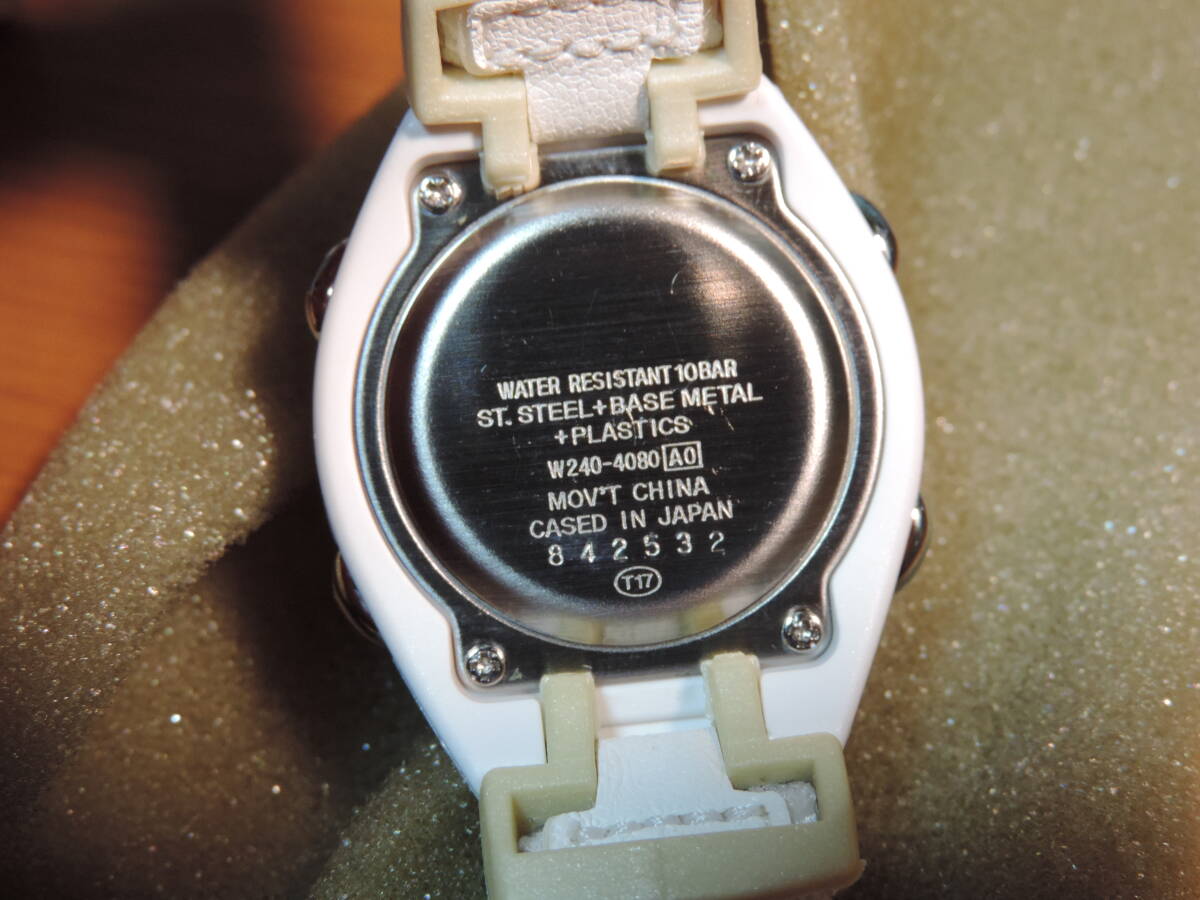 WATER RESISTANT 10BAR
ST. STEEL+BASE METAL
+PLASTICS
W240-4080 A0
MOV'T CHINA
CASED IN JAPAN
842532
T17